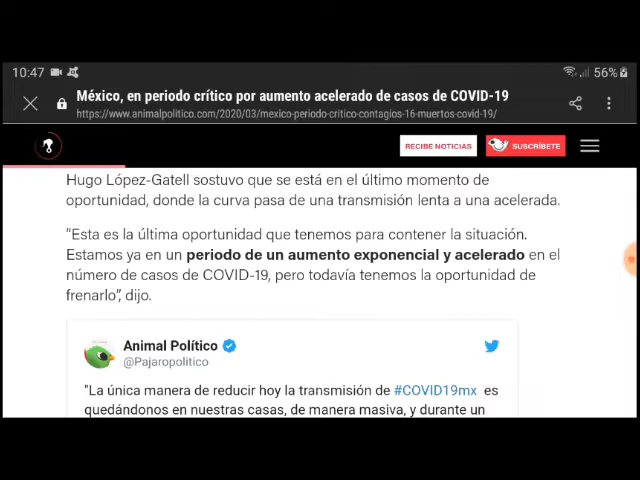 10:47
56%
México, en periodo crítico por aumento acelerado de casos de COVID-19
https://www.animalpolitico.com/2020/03/mexico-periodo-critico-contagios-16-muertos-covid-19/
RECIBE NOTICIAS
SUSCRÍBETE
Hugo López-Gatell sostuvo que se está en el último momento de
oportunidad, donde la curva pasa de una transmisión lenta a una acelerada.
"Esta es la última oportunidad que tenemos para contener la situación.
Estamos ya en un periodo de un aumento exponencial y acelerado en el
número de casos de COVID-19, pero todavía tenemos la oportunidad de
frenarlo", dijo.
Animal Político
@Pajaropolitico
"La única manera de reducir hoy la transmisión de #COVID19mx es
quedándonos en nuestras casas, de manera masiva, y durante un